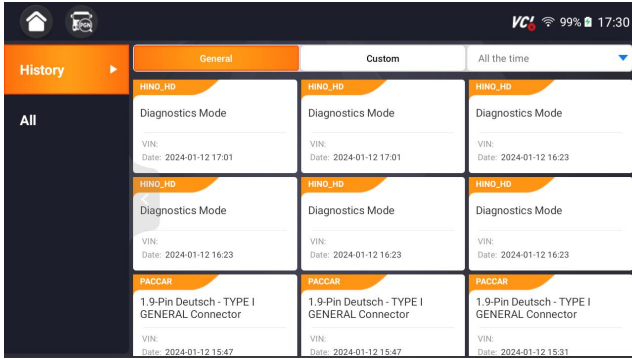 PGN
VCI
99%
17:30
History
General
Custom
All the time
All
HINO_HD
HINO_HD
HINO_HD
Diagnostics Mode
Diagnostics Mode
Diagnostics Mode
VIN:
VIN:
VIN:
Date: 2024-01-12 17:01
Date: 2024-01-12 17:01
Date: 2024-01-12 16:23
HINO_HD
HINO_HD
HINO_HD
Diagnostics Mode
Diagnostics Mode
Diagnostics Mode
VIN:
VIN:
VIN:
Date: 2024-01-12 16:23
Date: 2024-01-12 16:23
Date: 2024-01-12 16:23
PACCAR
PACCAR
PACCAR
1.9-Pin Deutsch - TYPE I
GENERAL Connector
1.9-Pin Deutsch - TYPE I
GENERAL Connector
1.9-Pin Deutsch - TYPE I
GENERAL Connector
VIN:
VIN:
VIN:
Date: 2024-01-12 15:47
Date: 2024-01-12 15:47
Date: 2024-01-12 15:31